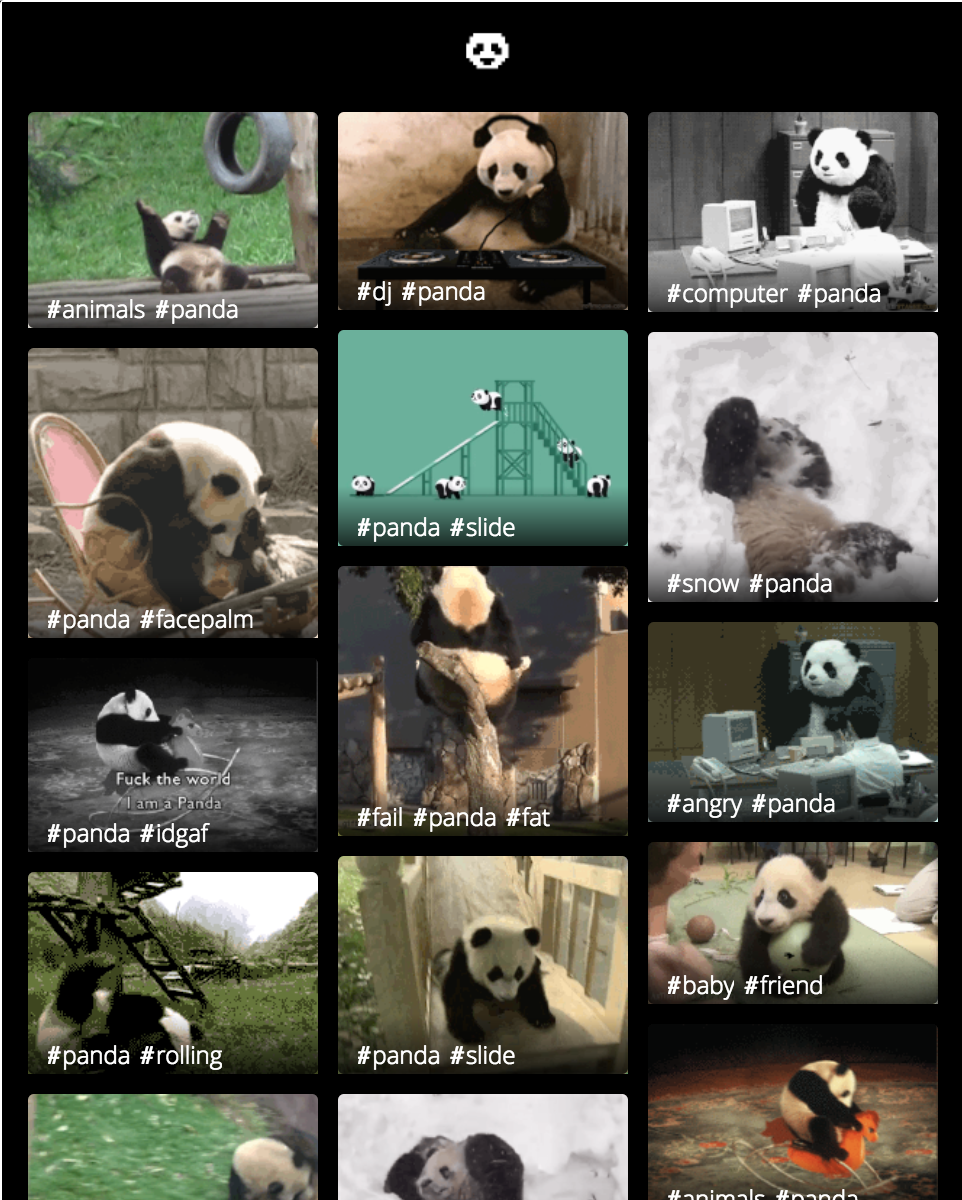 #animals #panda
#dj #panda
#computer #panda
#panda #slide
#snow #panda
#panda #facepalm
#fail #panda #fat
#angry #panda
Fuck the world
I am a Panda
#panda #idgaf
#baby #friend
#panda #rolling
#panda #slide
#animals #panda